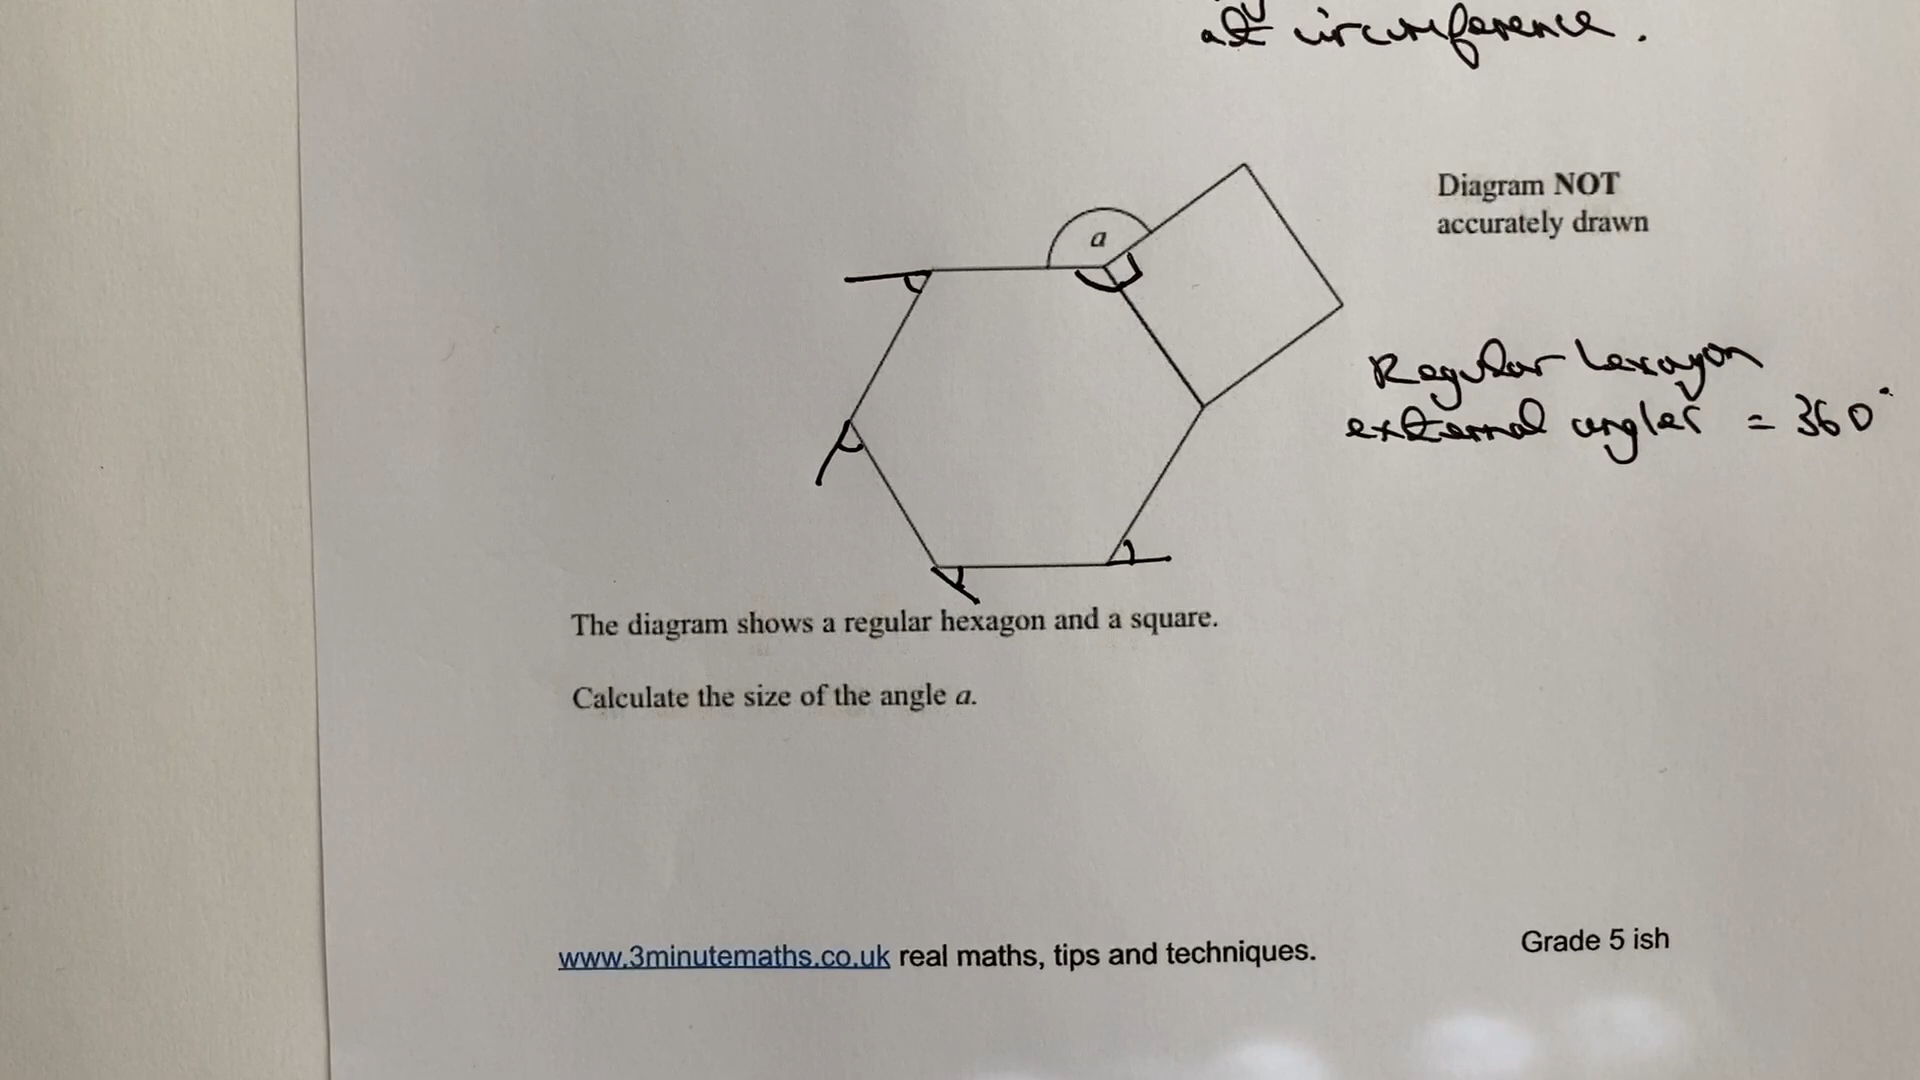 at circumference.
Diagram NOT
accurately drawn
a
Regular hexagon
external angles = 360°
The diagram shows a regular hexagon and a square.
Calculate the size of the angle a.
www.3minutemaths.co.uk real maths, tips and techniques.
Grade 5 ish